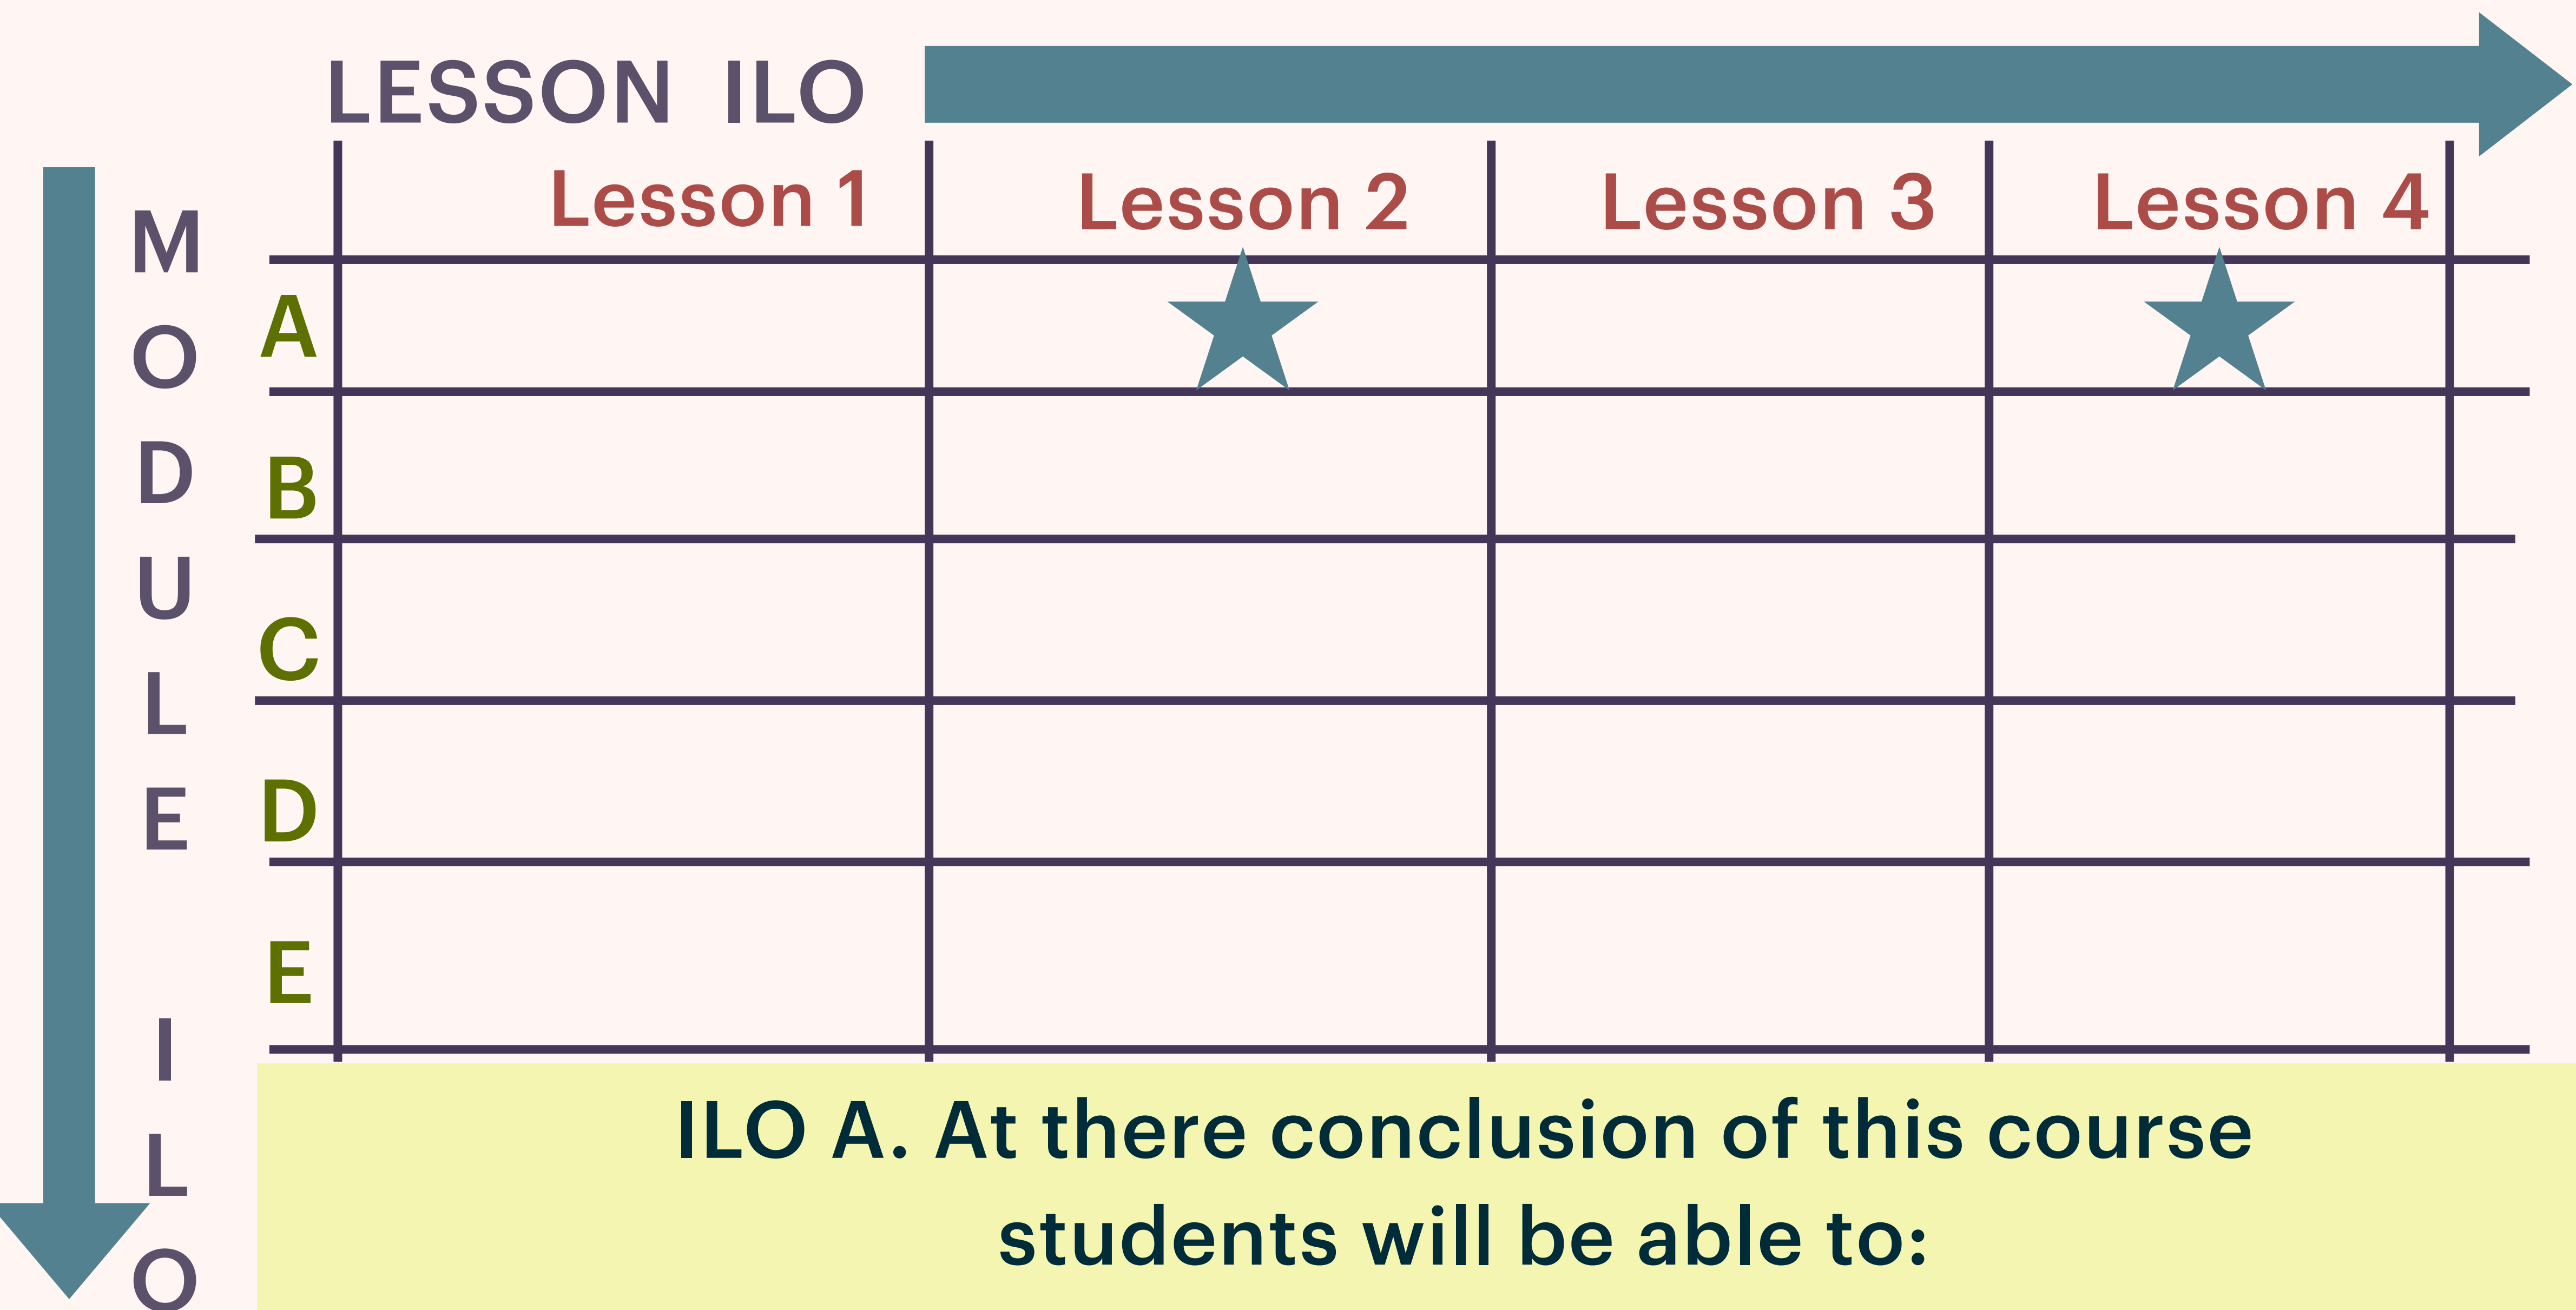 LESSON ILO
Lesson 1 Lesson 2 Lesson 3 Lesson 4
MODULE ILO
A
B
C
D
E
ILO A. At there conclusion of this course
students will be able to: